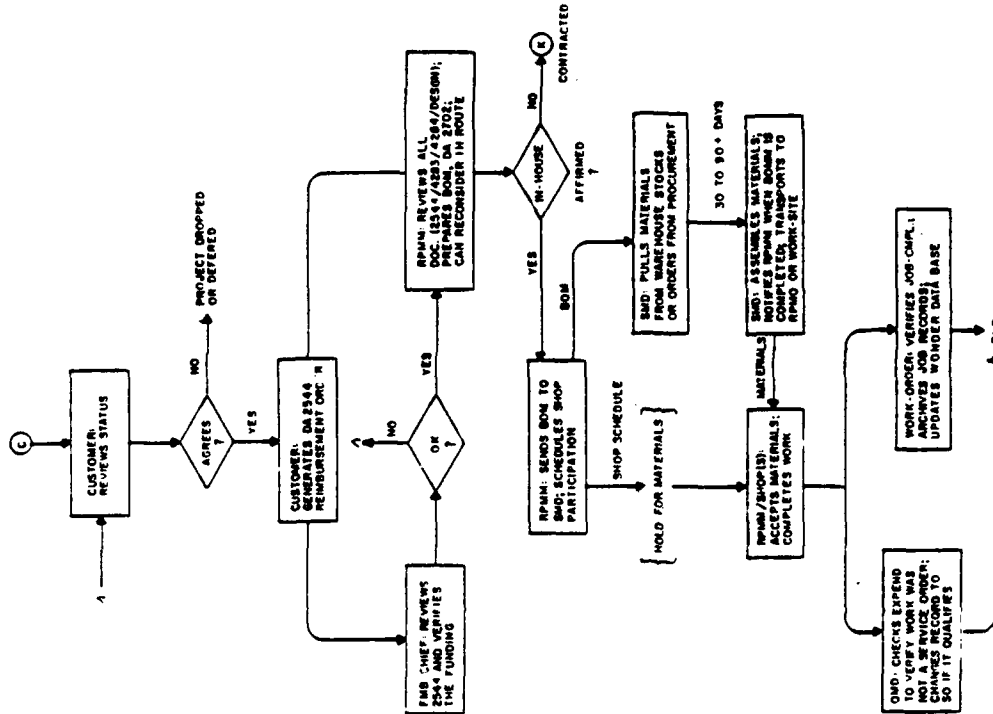 C
CUSTOMER:
REVIEWS STATUS
AGREES
?
NO
PROJECT DROPPED
OR DEFERED
YES
CUSTOMER:
GENERATES DA 2544
REIMBURSEMENT
FMB CHIEF: REVIEWS
2544 AND VERIFIES
THE FUNDING
OK
?
NO
YES
RPMM: REVIEWS ALL
DOC. (2544/4283/4284/DESIGN);
PREPARES BOM, DA 2702;
CAN RECONSIDER IN ROUTE
IN-HOUSE
AFFIRMED
?
NO
K
CONTRACTED
YES
RPMM: SENDS BOM TO
SMD; SCHEDULES SHOP
PARTICIPATION
BOM
SMD: PULLS MATERIALS
FROM WAREHOUSE STOCKS
OR ORDERS FROM PROCUREMENT
30 TO 90+ DAYS
SHOP SCHEDULE
HOLD FOR MATERIALS
SMD: ASSEMBLES MATERIALS;
NOTIFIES RPMM WHEN BOMM IS
COMPLETED; TRANSPORTS TO
RPMO OR WORK-SITE
MATERIALS
RPMM/SHOP(S):
ACCEPTS MATERIALS;
COMPLETES WORK
OMD: CHECKS EXPEND
TO VERIFY WORK WAS
NOT A SERVICE ORDER;
CHANGES RECORD TO
SO IF IT QUALIFIES
WORK-ORDER: VERIFIES JOB-CMPL.;
ARCHIVES JOB RECORDS;
UPDATES WONDER DATA BASE